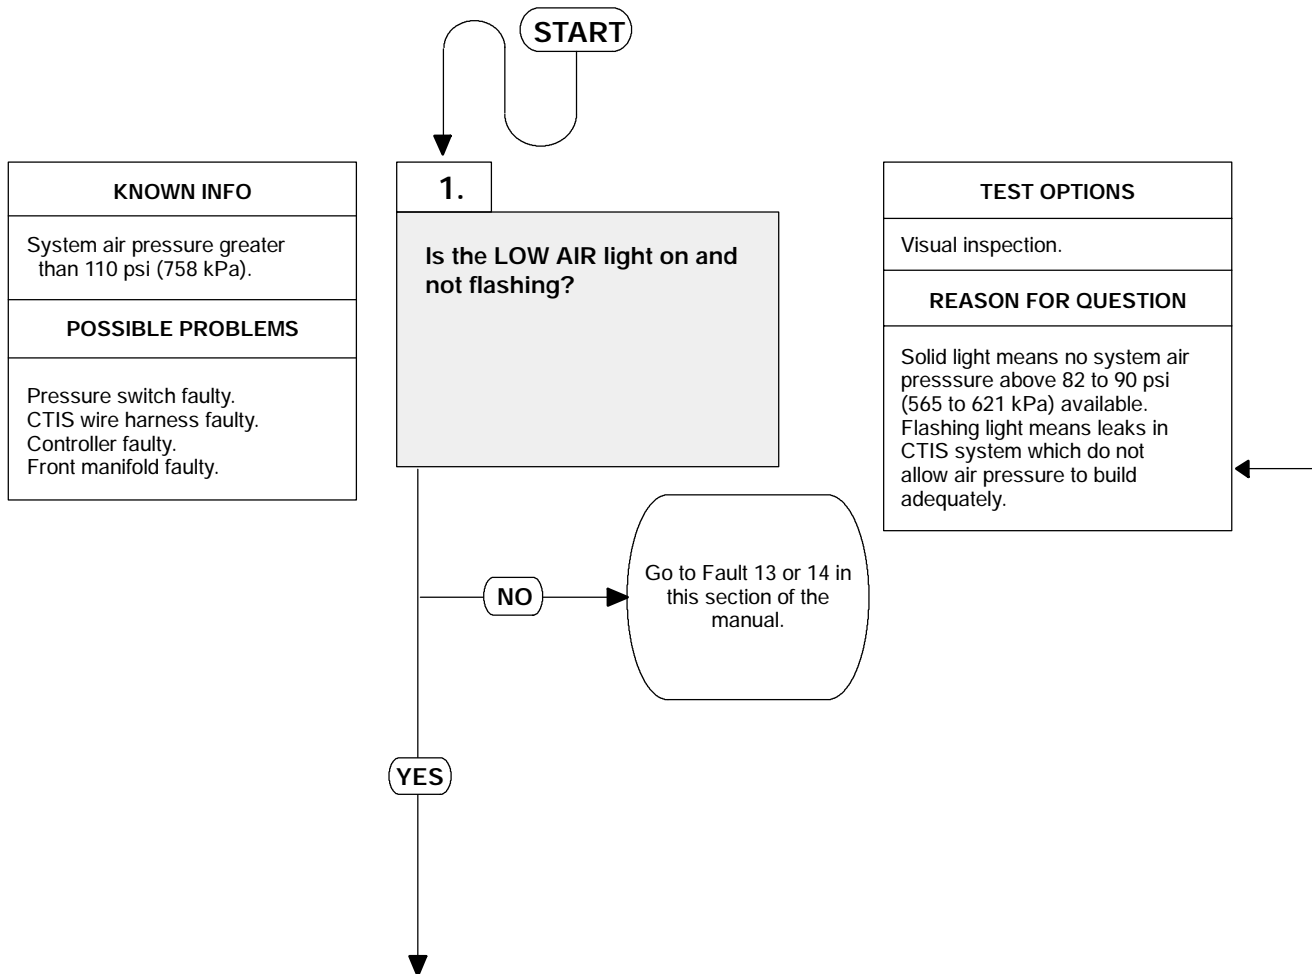 START
KNOWN INFO
System air pressure greater
than 110 psi (758 kPa).
POSSIBLE PROBLEMS
Pressure switch faulty.
CTIS wire harness faulty.
Controller faulty.
Front manifold faulty.
1.
Is the LOW AIR light on and
not flashing?
TEST OPTIONS
Visual inspection.
REASON FOR QUESTION
Solid light means no system air
presssure above 82 to 90 psi
(565 to 621 kPa) available.
Flashing light means leaks in
CTIS system which do not
allow air pressure to build
adequately.
NO
Go to Fault 13 or 14 in
this section of the
manual.
YES